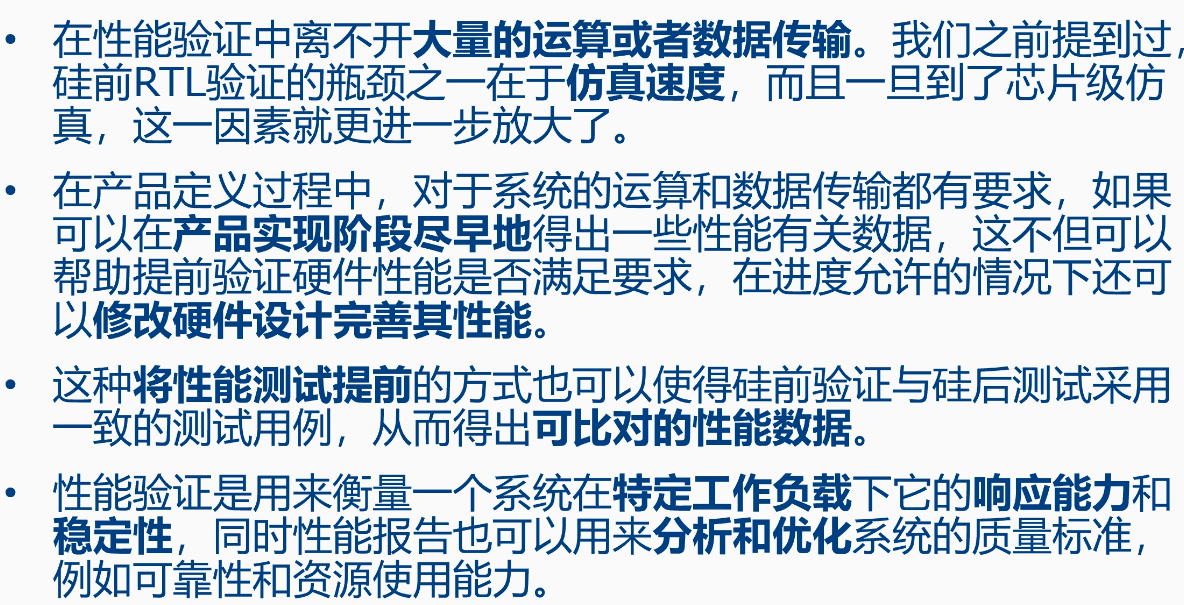 • 在性能验证中离不开大量的运算或者数据传输。我们之前提到过，
硅前RTL验证的瓶颈之一在于仿真速度，而且一旦到了芯片级仿
真，这一因素就更进一步放大了。
• 在产品定义过程中，对于系统的运算和数据传输都有要求，如果
可以在产品实现阶段尽早地得出一些性能有关数据，这不但可以
帮助提前验证硬件性能是否满足要求，在进度允许的情况下还可
以修改硬件设计完善其性能。
• 这种将性能测试提前的方式也可以使得硅前验证与硅后测试采用
一致的测试用例，从而得出可比对的性能数据。
• 性能验证是用来衡量一个系统在特定工作负载下它的响应能力和
稳定性，同时性能报告也可以用来分析和优化系统的质量标准，
例如可靠性和资源使用能力。